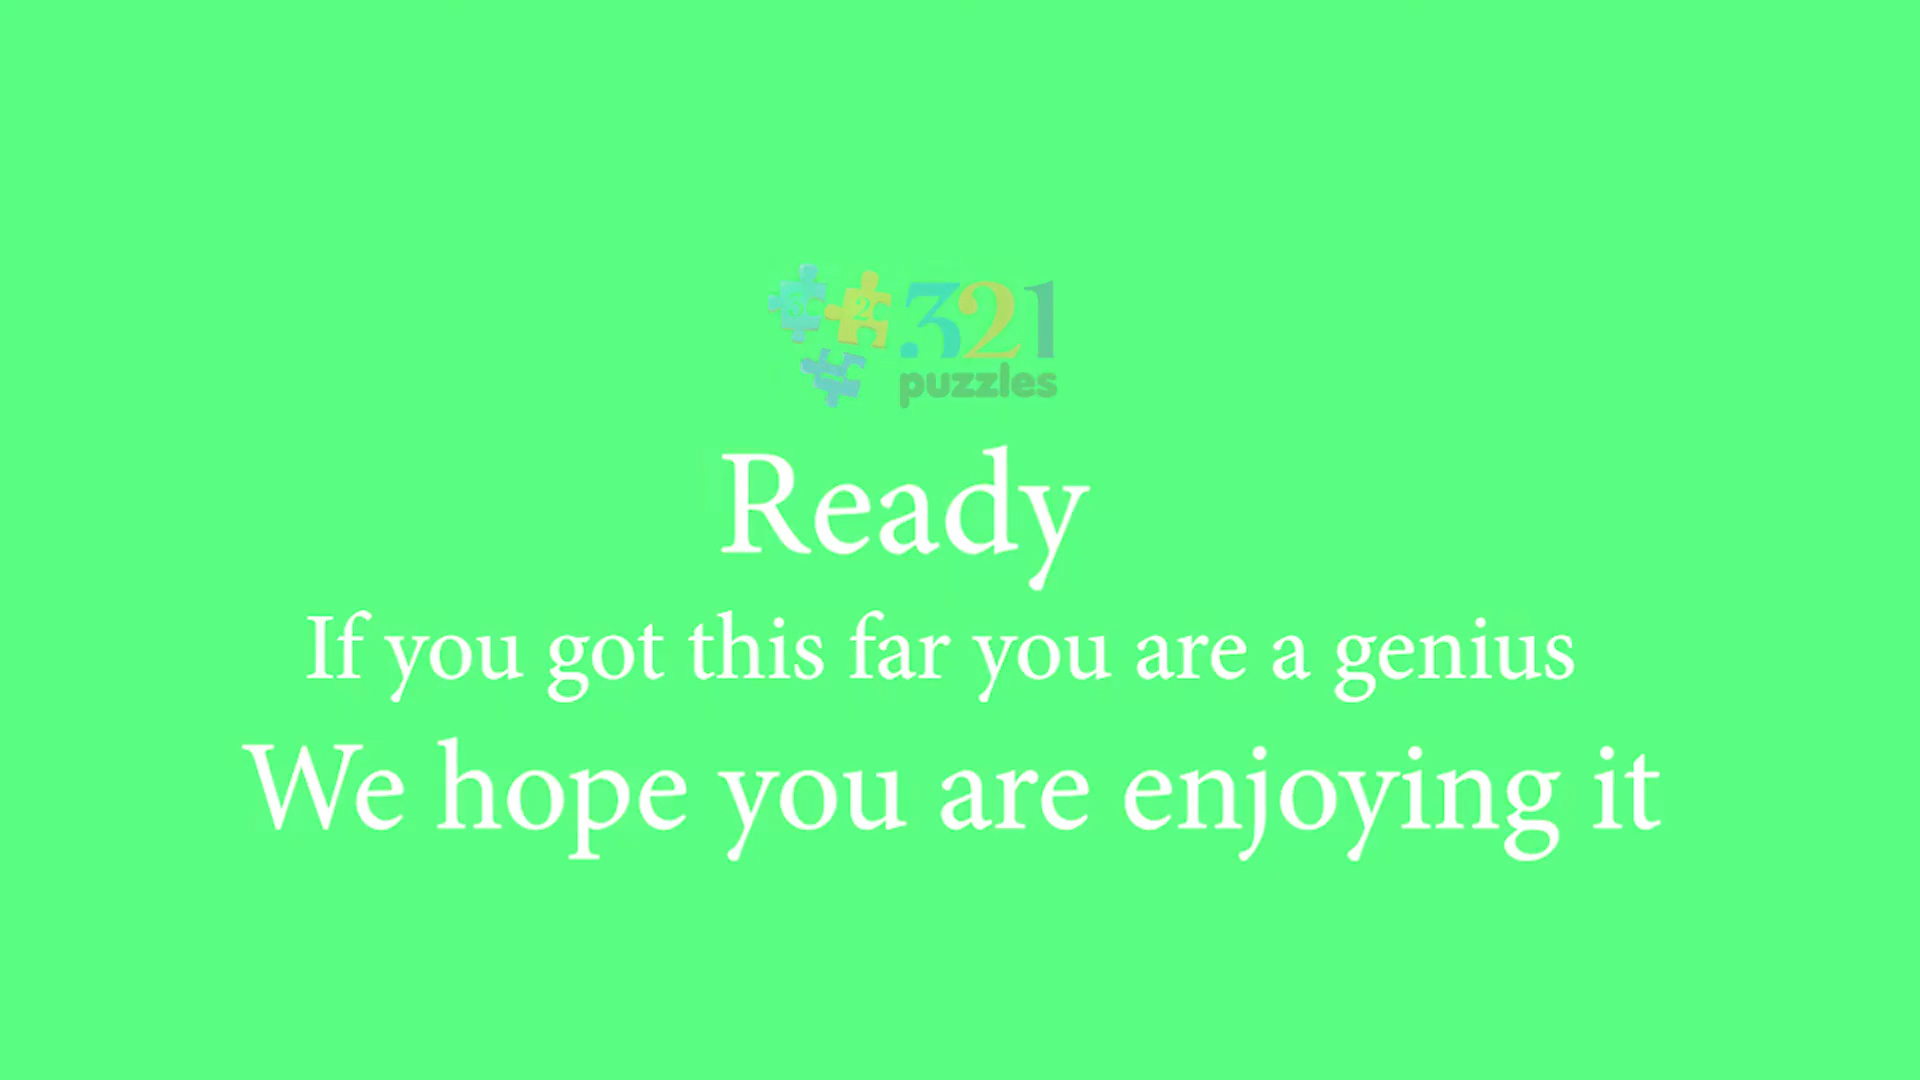 .321
puzzles
Ready
If you got this far you are a genius
We hope you are enjoying it